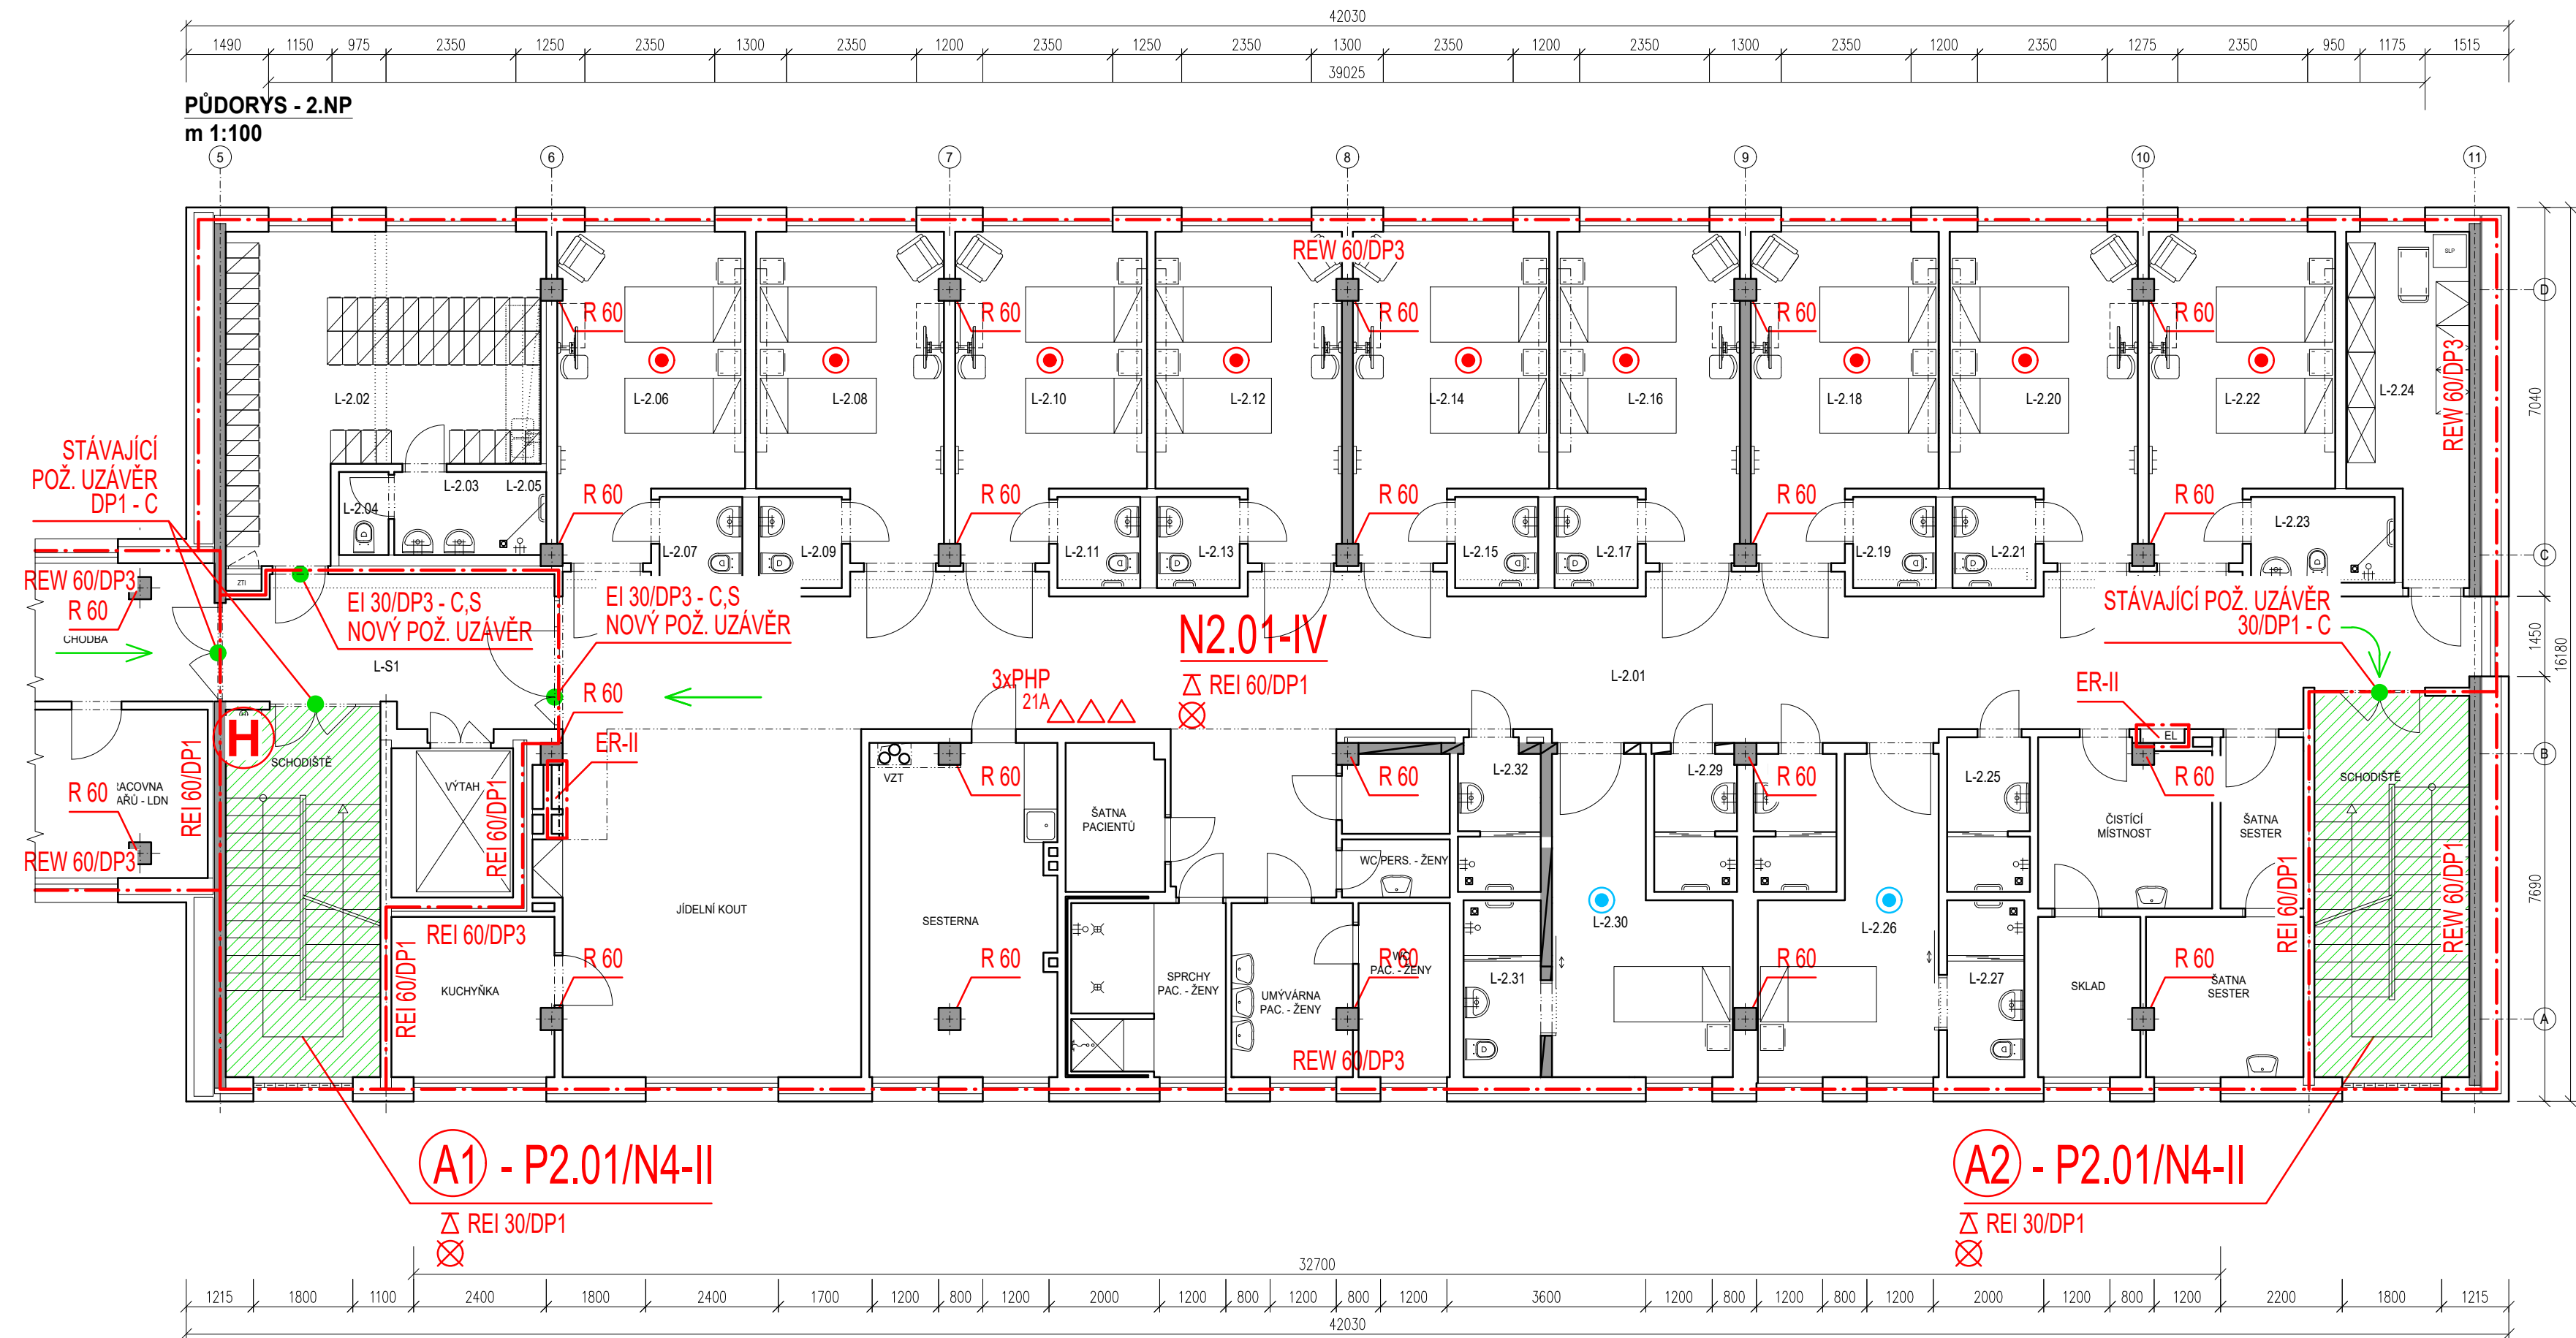 42030
1490 1150 975 2350 1250 2350 1300 2350 1200 2350 1250 2350 1300 2350 1200 2350 1300 2350 1200 2350 1275 2350 950 1175 1515
39025
PŮDORYS - 2.NP
m 1:100
5 6 7 8 9 10 11
REW 60/DP3
SLP
D
R 60 R 60 R 60 R 60 R 60
L-2.02 L-2.06 L-2.08 L-2.10 L-2.12 L-2.14 L-2.16 L-2.18 L-2.20 L-2.22 L-2.24
REW 60/DP3
7040
STÁVAJÍCÍ
POŽ. UZÁVĚR
DP1 - C
L-2.03 L-2.05
L-2.04
R 60 R 60 R 60 R 60 R 60
L-2.07 L-2.09 L-2.11 L-2.13 L-2.15 L-2.17 L-2.19 L-2.21 L-2.23
C
ZTI
REW 60/DP3
R 60
CHODBA
EI 30/DP3 - C,S
NOVÝ POŽ. UZÁVĚR
EI 30/DP3 - C,S
NOVÝ POŽ. UZÁVĚR
STÁVAJÍCÍ POŽ. UZÁVĚR
30/DP1 - C
N2.01-IV
REI 60/DP1
1450
16180
L-S1
L-2.01
R 60
3xPHP
21A
ER-II
ER-II
EL
H
SCHODIŠTĚ
VÝTAH
VZT
R 60 R 60 R 60 R 60
L-2.32 L-2.29 L-2.25
SCHODIŠTĚ
B
R 60
RACOVNA
AŘŮ - LDN
REI 60/DP1
REI 60/DP1
ŠATNA
PACIENTŮ
ČISTÍCÍ
MÍSTNOST
ŠATNA
SESTER
REW 60/DP3
WC PERS. - ŽENY
7690
JÍDELNÍ KOUT
SESTERNA
L-2.30
L-2.26
REI 60/DP3
REI 60/DP1
REI 60/DP1
REW 60/DP1
R 60 R 60 R 60 R 60 R 60
WC
PAC. - ŽENY
KUCHYŇKA
SPRCHY
PAC. - ŽENY
UMÝVÁRNA
PAC. - ŽENY
L-2.31
L-2.27
SKLAD
ŠATNA
SESTER
A
REW 60/DP3
A1 - P2.01/N4-II
REI 30/DP1
A2 - P2.01/N4-II
REI 30/DP1
32700
1215 1800 1100 2400 1800 2400 1700 1200 800 1200 2000 1200 800 1200 800 1200 3600 1200 800 1200 800 1200 2000 1200 800 1200 2200 1800 1215
42030